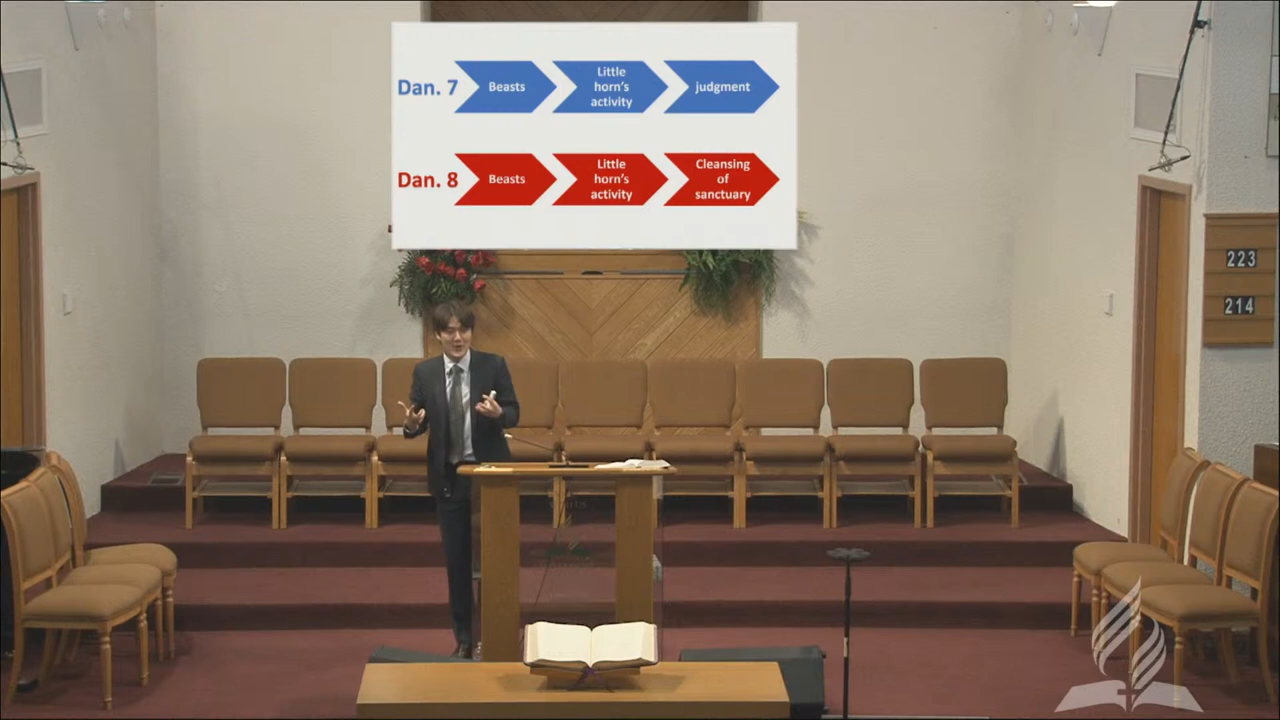 Dan. 7
Beasts
Little
horn's
activity
judgment
Dan. 8
Beasts
Little
horn's
activity
Cleansing
of
sanctuary
223
214